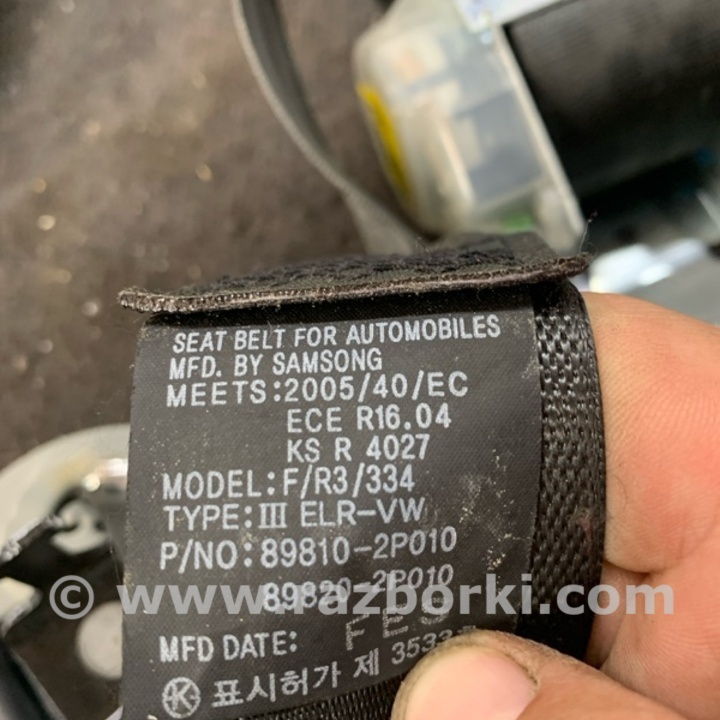 SEAT BELT FOR AUTOMOBILES
MFD. BY SAMSONG
MEETS:2005/40/EC
ECE R16.04
KS R 4027
MODEL:F/R3/334
TYPE:III ELR-VW
P/NO:89810-2P010
89820-2P010
© www.razborki.com
MFD DATE: FEB
표시허가 제 3533